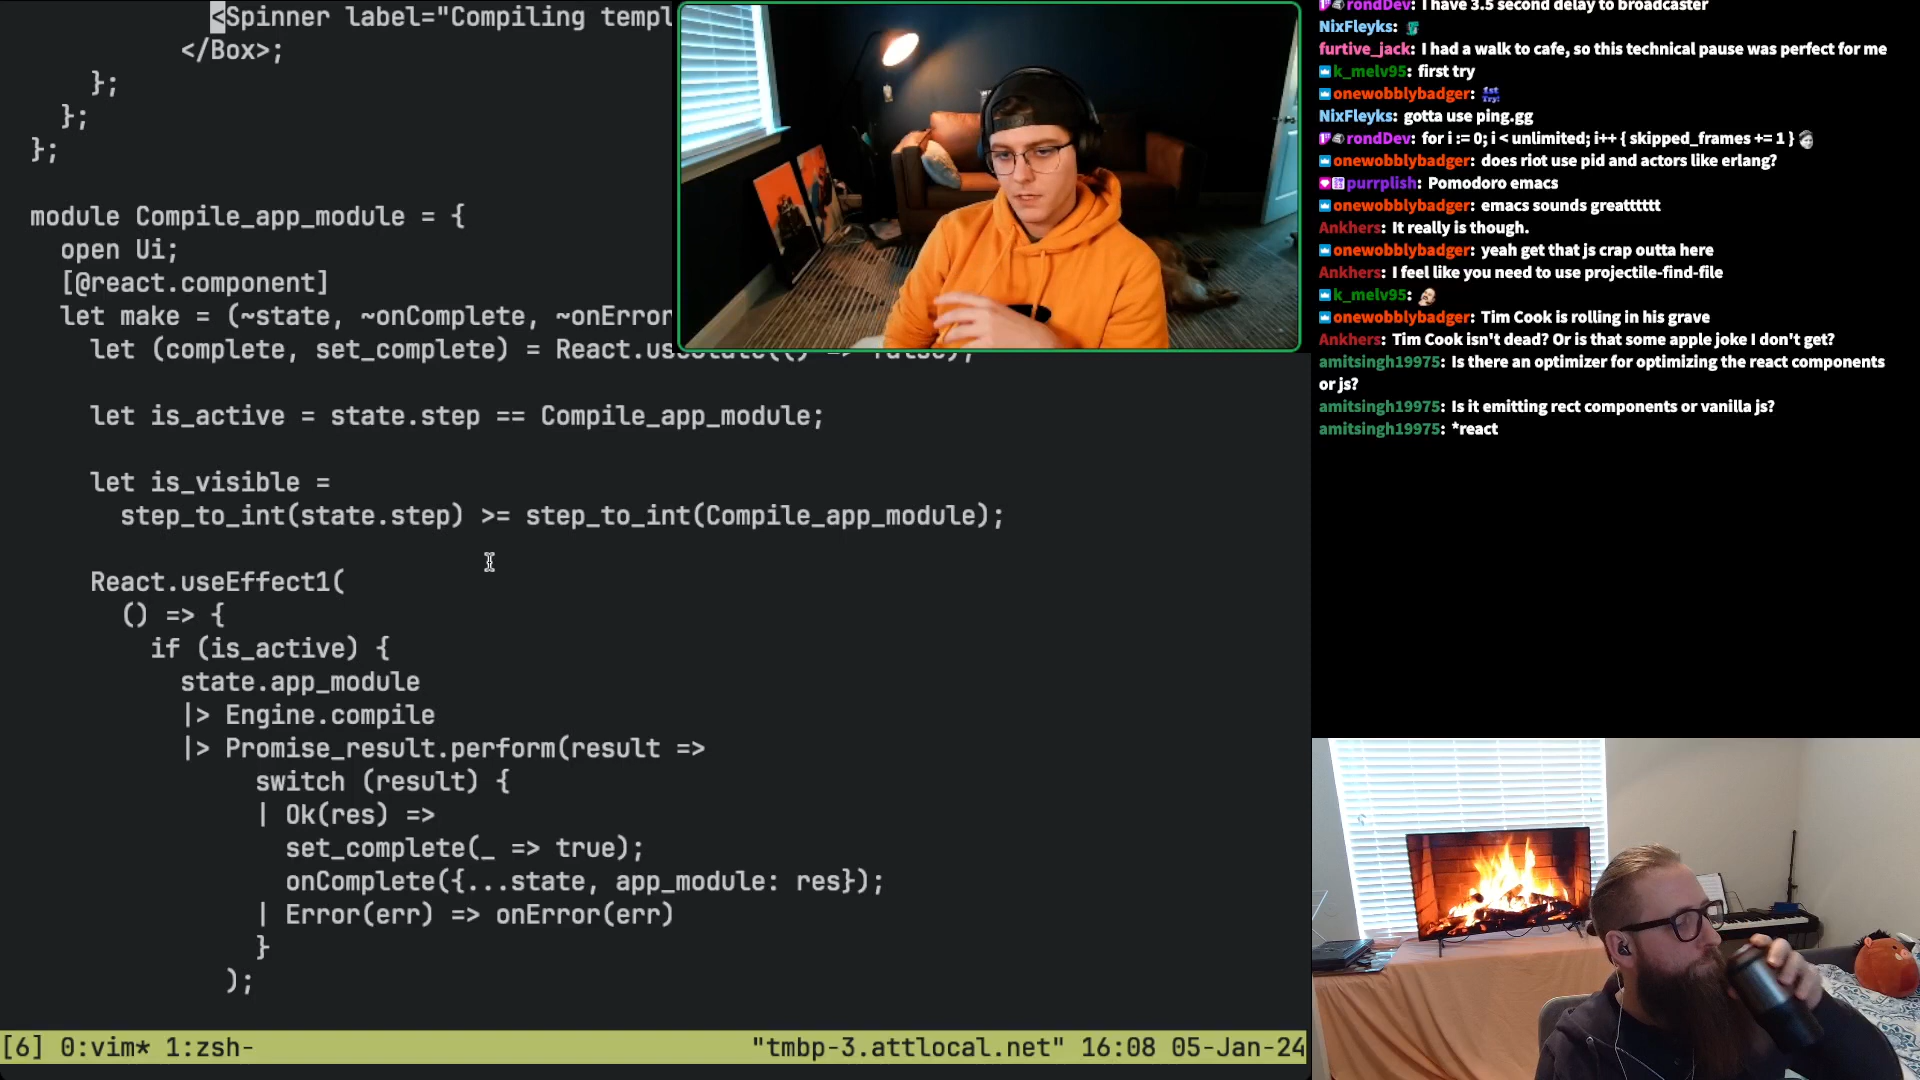 <Spinner label="Compiling templ
</Box>;
};
};
};
module Compile_app_module = {
open Ui;
[@react.component]
let make = (~state, ~onComplete, ~onError
let (complete, set_complete) = React.useState(() => false);
let is_active = state.step == Compile_app_module;
let is_visible =
step_to_int(state.step) >= step_to_int(Compile_app_module);
React.useEffect1(
() => {
if (is_active) {
state.app_module
|> Engine.compile
|> Promise_result.perform(result =>
switch (result) {
| Ok(res) =>
set_complete(_ => true);
onComplete({...state, app_module: res});
| Error(err) => onError(err)
}
);
[6] 0:vim* 1:zsh- "tmbp-3.attlocal.net" 16:08 05-Jan-24
rondDev: I have 3.5 second delay to broadcaster
NixFleyks:
furtive_jack: I had a walk to cafe, so this technical pause was perfect for me
k_melv95: first try
onewobblybadger: 1st Try!
NixFleyks: gotta use ping.gg
rondDev: for i := 0; i < unlimited; i++ { skipped_frames += 1 }
onewobblybadger: does riot use pid and actors like erlang?
purrplish: Pomodoro emacs
onewobblybadger: emacs sounds greatttttt
Ankhers: It really is though.
onewobblybadger: yeah get that js crap outta here
Ankhers: I feel like you need to use projectile-find-file
k_melv95:
onewobblybadger: Tim Cook is rolling in his grave
Ankhers: Tim Cook isn't dead? Or is that some apple joke I don't get?
amitsingh19975: Is there an optimizer for optimizing the react components
or js?
amitsingh19975: Is it emitting rect components or vanilla js?
amitsingh19975: *react